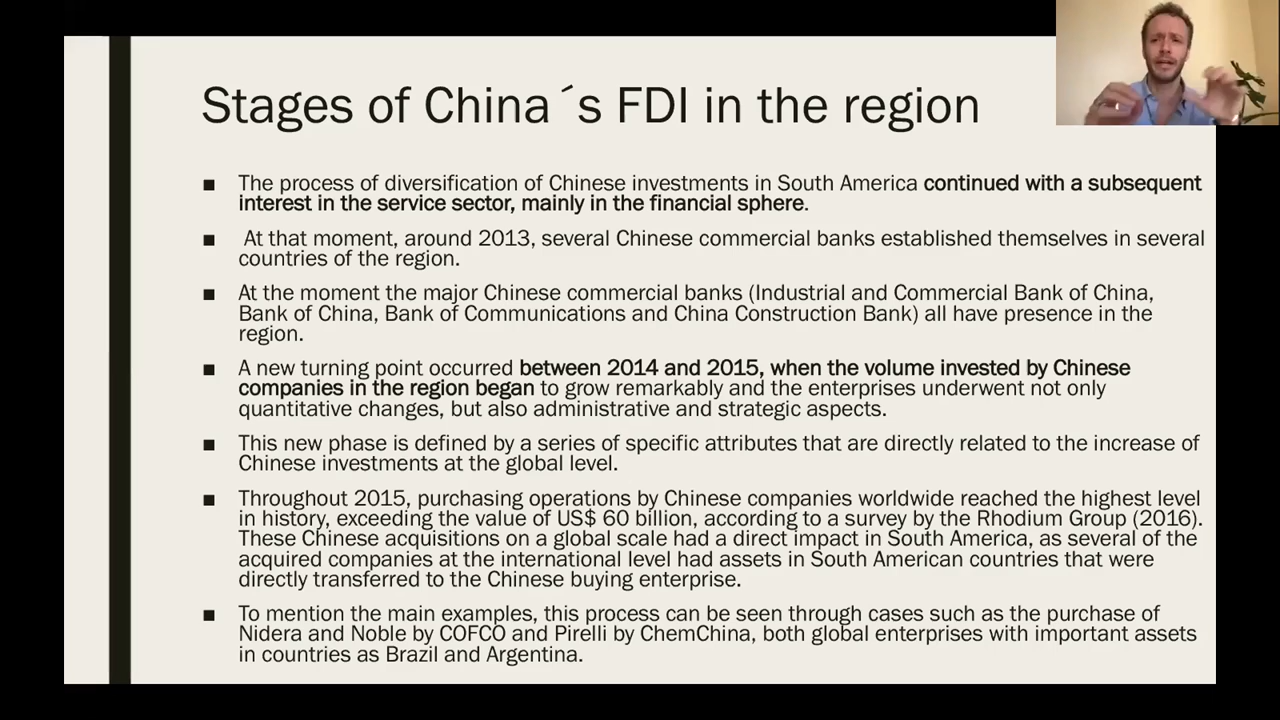 Stages of China ´s FDI in the region
■ The process of diversification of Chinese investments in South America continued with a subsequent
interest in the service sector, mainly in the financial sphere.
■ At that moment, around 2013, several Chinese commercial banks established themselves in several
countries of the region.
■ At the moment the major Chinese commercial banks (Industrial and Commercial Bank of China,
Bank of China, Bank of Communications and China Construction Bank) all have presence in the
region.
■ A new turning point occurred between 2014 and 2015, when the volume invested by Chinese
companies in the region began to grow remarkably and the enterprises underwent not only
quantitative changes, but also administrative and strategic aspects.
■ This new phase is defined by a series of specific attributes that are directly related to the increase of
Chinese investments at the global level.
■ Throughout 2015, purchasing operations by Chinese companies worldwide reached the highest level
in history, exceeding the value of US$ 60 billion, according to a survey by the Rhodium Group (2016).
These Chinese acquisitions on a global scale had a direct impact in South America, as several of the
acquired companies at the international level had assets in South American countries that were
directly transferred to the Chinese buying enterprise.
■ To mention the main examples, this process can be seen through cases such as the purchase of
Nidera and Noble by COFCO and Pirelli by ChemChina, both global enterprises with important assets
in countries as Brazil and Argentina.